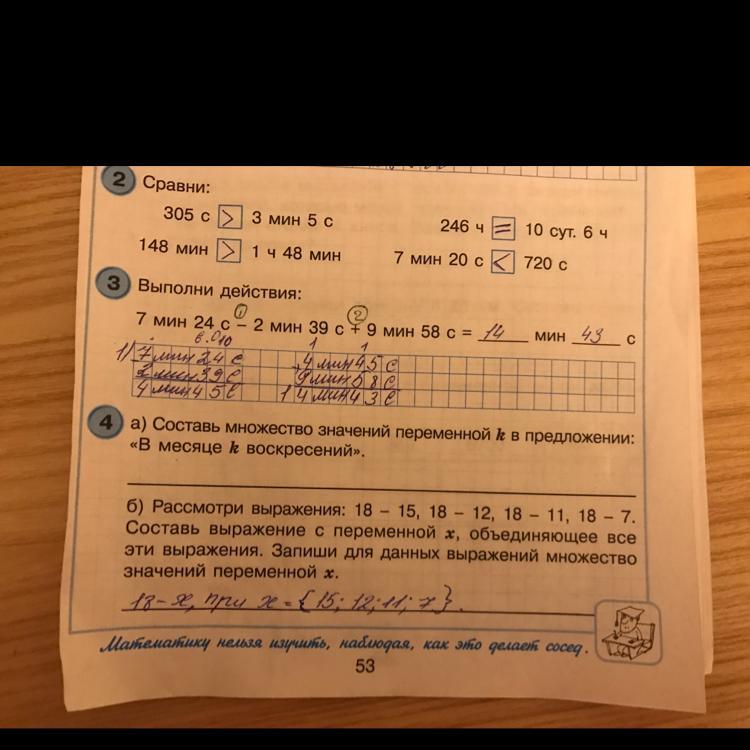 2 Сравни:
305 с > 3 мин 5 с 246 ч = 10 сут. 6 ч
148 мин > 1 ч 48 мин 7 мин 20 с < 720 с
3 Выполни действия:
1 2
7 мин 24 с – 2 мин 39 с + 9 мин 58 с = 14 мин 43 с
1) 7 мин 24 с + 4 мин 45 с
2 мин 39 с 9 мин 58 с
4 мин 45 с 14 мин 43 с
4 а) Составь множество значений переменной k в предложении:
«В месяце k воскресений».
б) Рассмотри выражения: 18 – 15, 18 – 12, 18 – 11, 18 – 7.
Составь выражение с переменной x, объединяющее все
эти выражения. Запиши для данных выражений множество
значений переменной x.
18-x, при x = {15; 12; 11; 7}.
Математику нельзя изучить, наблюдая, как это делает сосед.
53